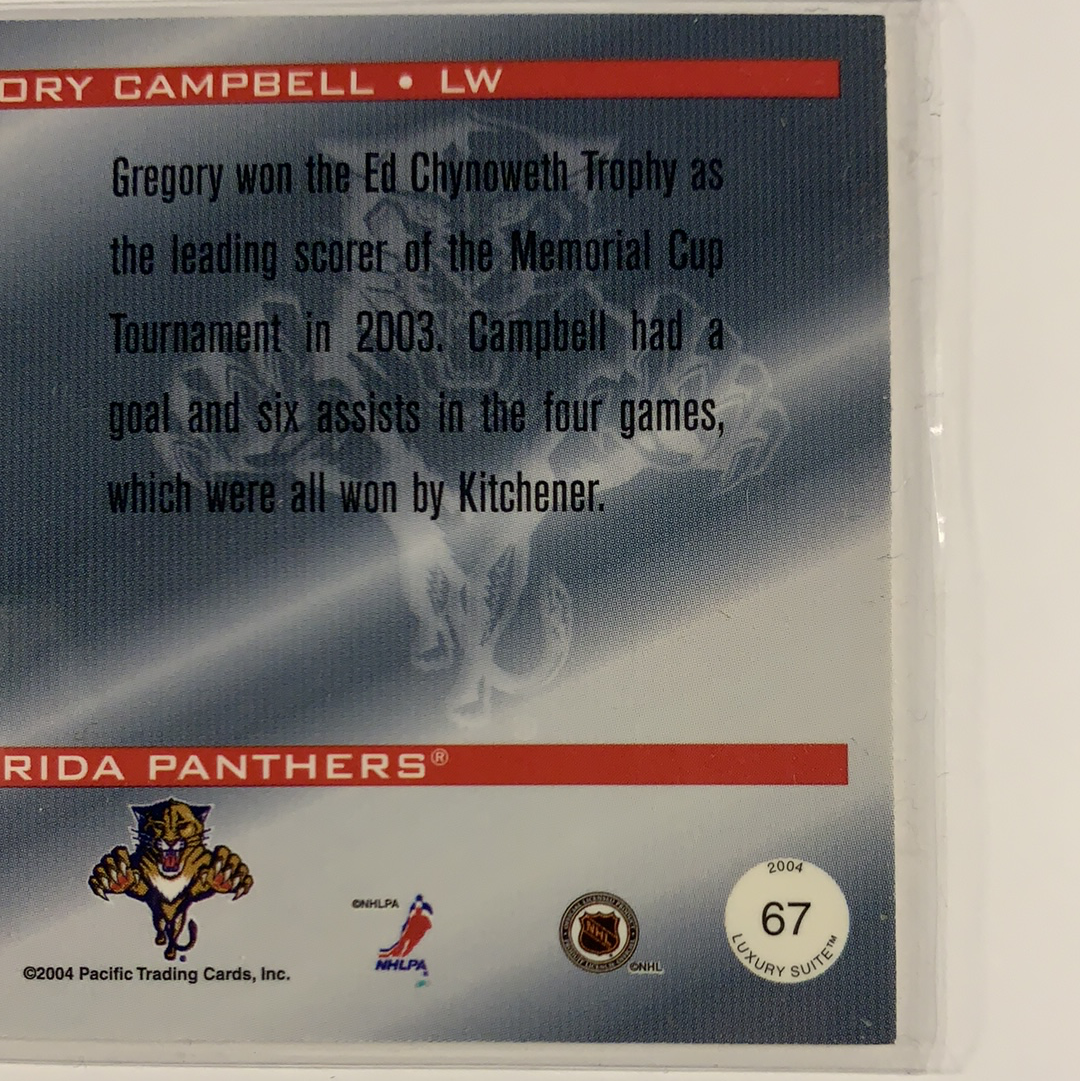 ORY CAMPBELL • LW
Gregory won the Ed Chynoweth Trophy as
the leading scorer of the Memorial Cup
Tournament in 2003. Campbell had a
goal and six assists in the four games,
which were all won by Kitchener.
RIDA PANTHERS®
©NHLPA
NHLPA
NHL
©NHL
©2004 Pacific Trading Cards, Inc.
2004
67
LUXURY SUITE™